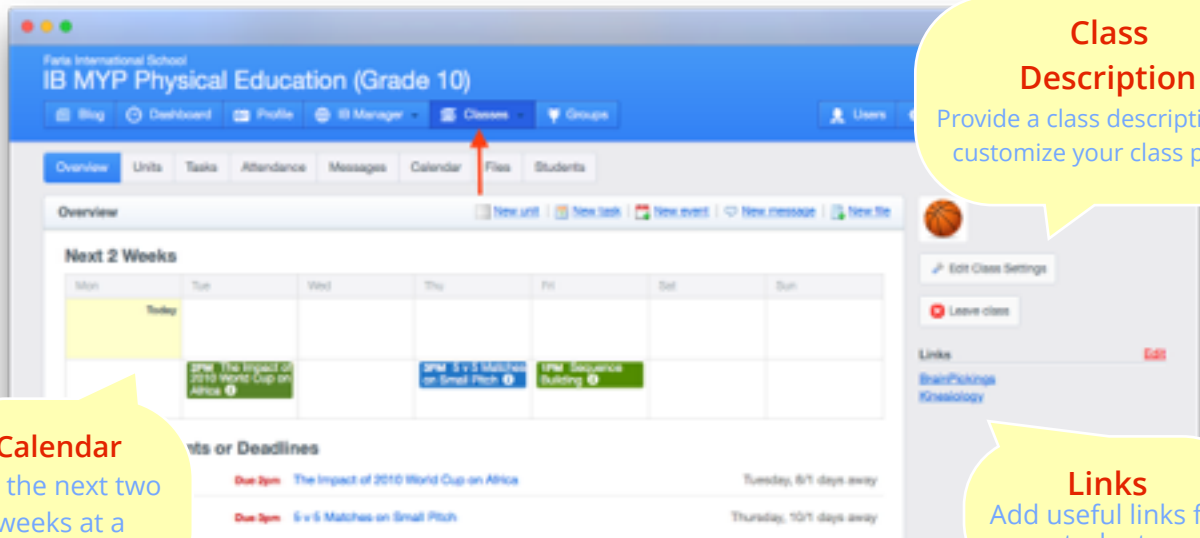 Faria International School
IB MYP Physical Education (Grade 10)
Blog Dashboard Profile IB Manager Classes Groups Users
Overview Units Tasks Attendance Messages Calendar Files Students
Overview
New unit New task New event New message New file
Next 2 Weeks
Mon Tue Wed Thu Fri Sat Sun
Today
2PM The Impact of
2010 World Cup on
Africa
3PM 5 v 5 Matches
on Small Pitch
1PM Sequence
Building
nts or Deadlines
Due 2pm The Impact of 2010 World Cup on Africa Tuesday, 8/1 days away
Due 3pm 5 v 5 Matches on Small Pitch Thursday, 10/1 days away
Class
Description
Provide a class descripti
customize your class p
Edit Class Settings
Leave class
Links Edit
BrainPickings
Kinesiology
Calendar
the next two
weeks at a
Links
Add useful links f